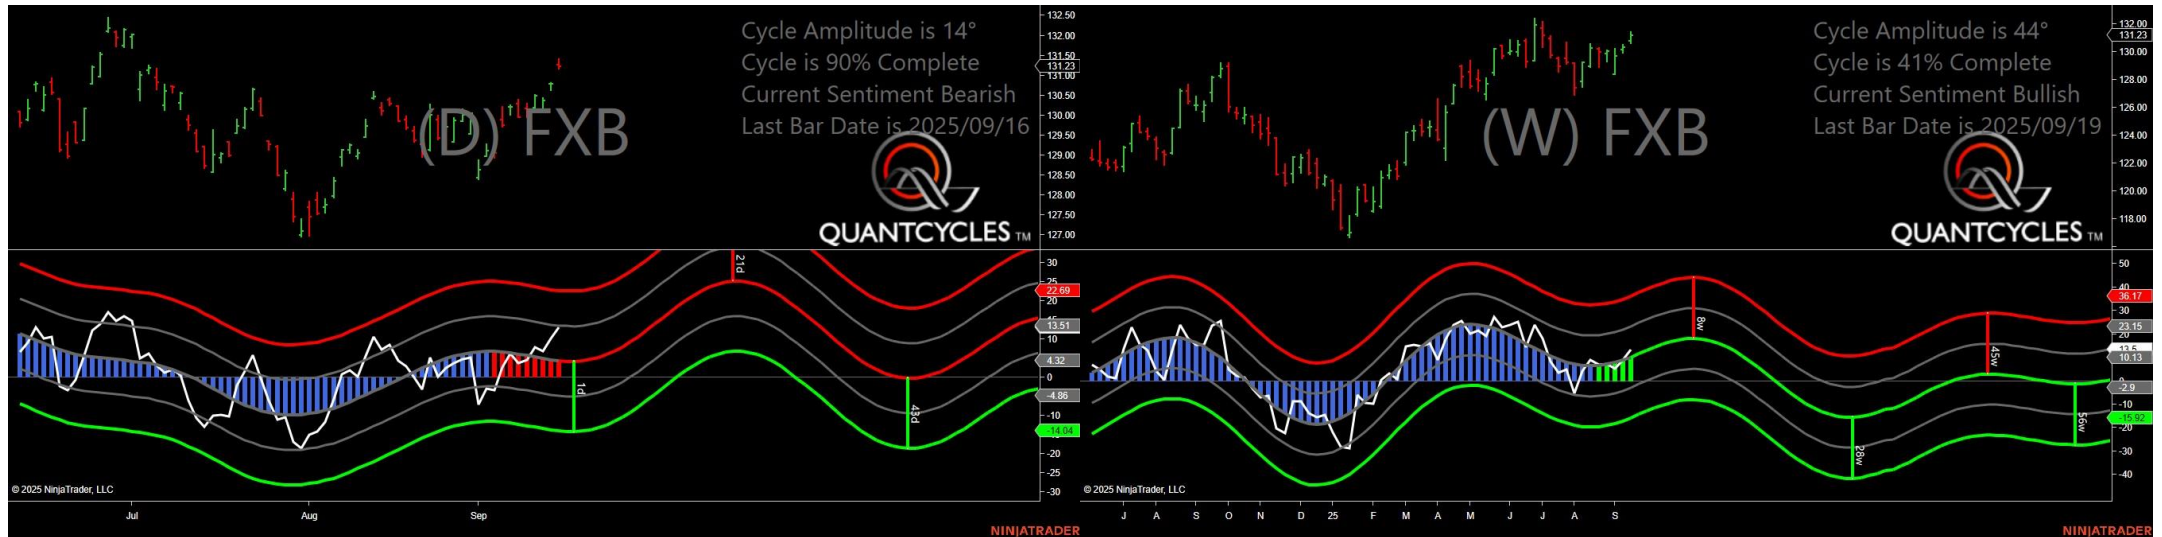 Cycle Amplitude is 14°
Cycle is 90% Complete
Current Sentiment Bearish
Last Bar Date is 2025/09/16
(D) FXB
QUANTCYCLES TM
132.50
132.00
131.50
131.23
131.00
130.50
130.00
129.50
129.00
128.50
128.00
127.50
127.00
21d
1d
43d
30
25
22.69
20
13.51
10
4.32
0
-4.86
-10
-14.04
-20
-25
-30
© 2025 NinjaTrader, LLC
Jul
Aug
Sep
NINJATRADER
Cycle Amplitude is 44°
Cycle is 41% Complete
Current Sentiment Bullish
Last Bar Date is 2025/09/19
(W) FXB
QUANTCYCLES TM
132.00
131.23
130.00
128.00
126.00
124.00
122.00
120.00
118.00
8w
28w
45w
56w
50
40
36.17
30
23.15
10.13
-2.9
-10
-15.92
-20
-30
-40
© 2025 NinjaTrader, LLC
J A S O N D 25 F M A M J J A S
NINJATRADER